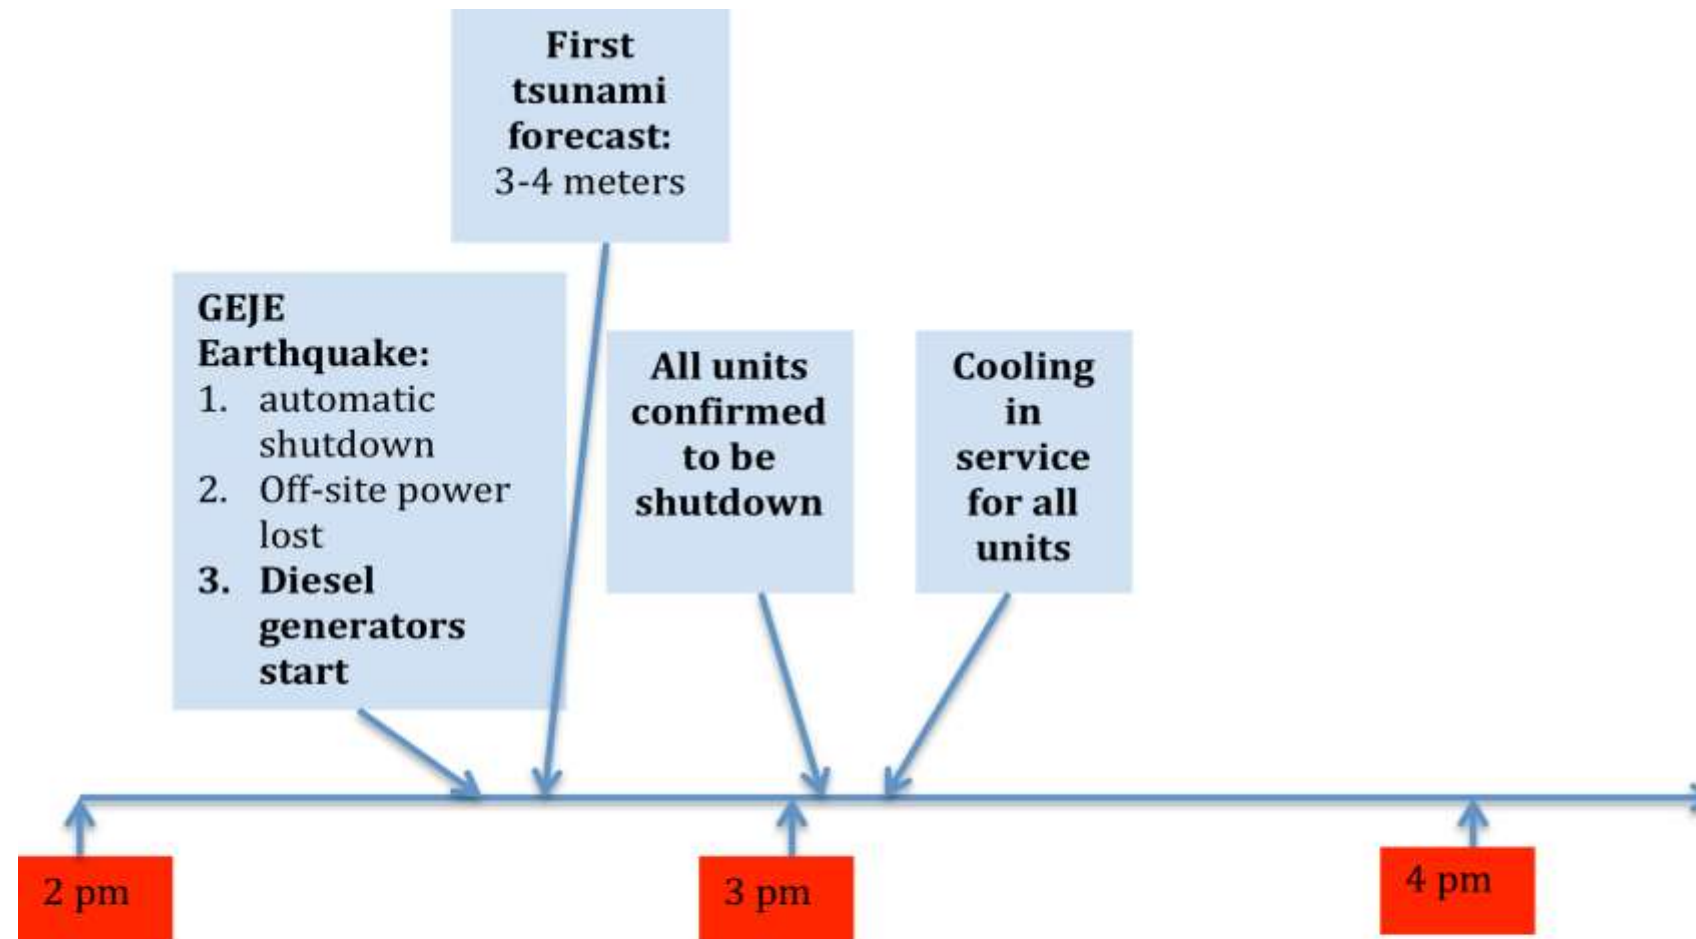 First
tsunami
forecast:
3-4 meters
GEJE
Earthquake:
1. automatic
shutdown
2. Off-site power
lost
3. Diesel
generators
start
All units
confirmed
to be
shutdown
Cooling
in
service
for all
units
2 pm
3 pm
4 pm